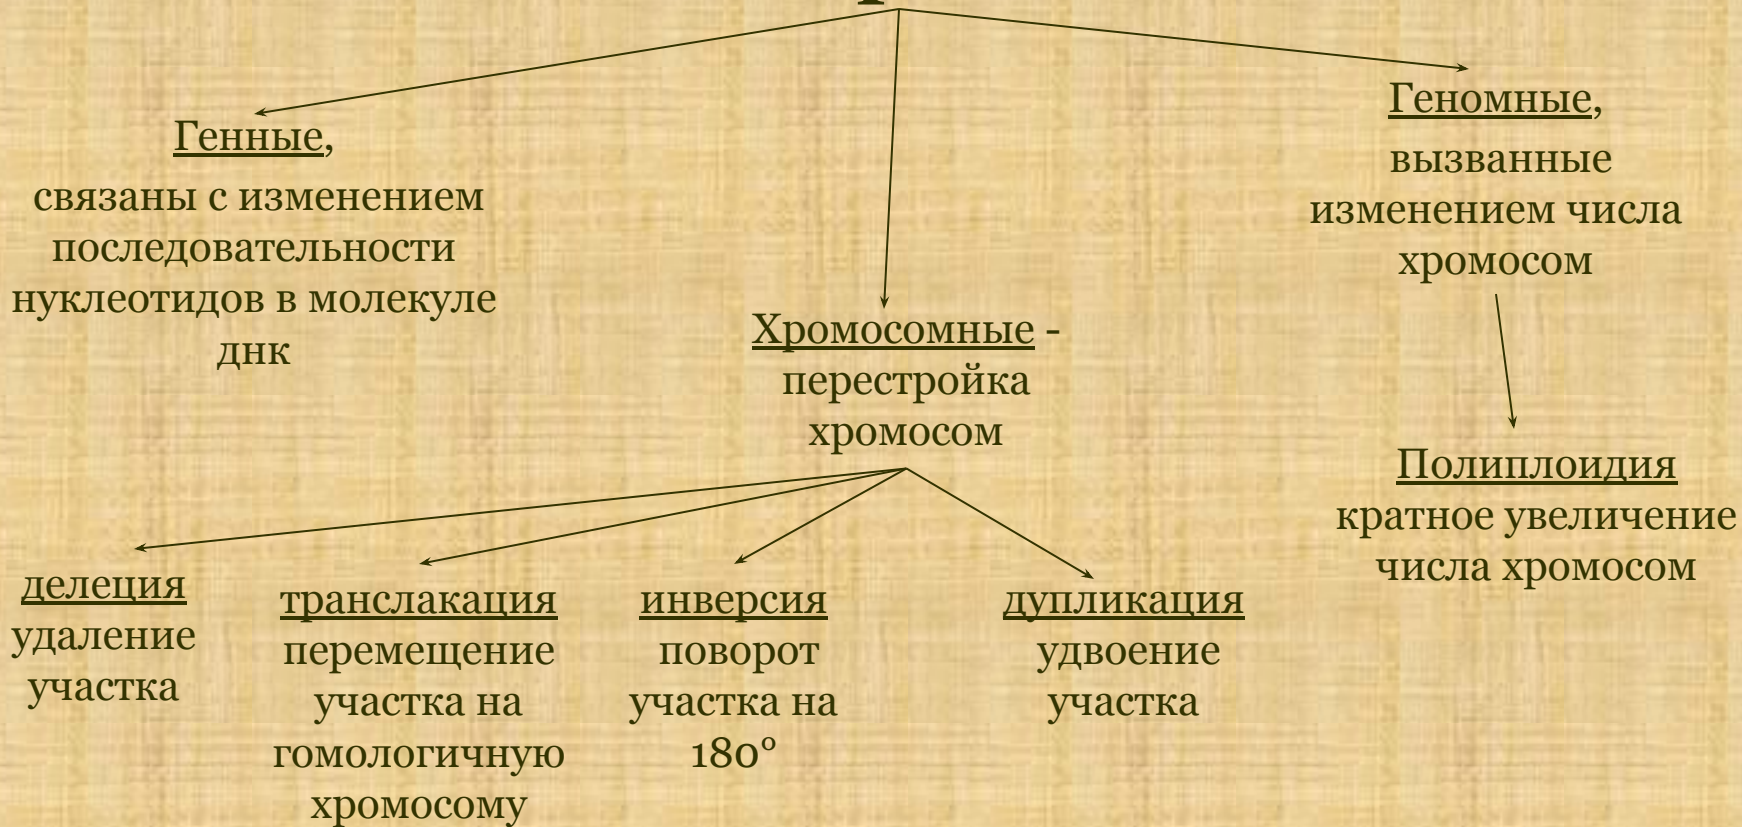 Генные,
связаны с изменением
последовательности
нуклеотидов в молекуле
днк
Хромосомные -
перестройка
хромосом
Геномные,
вызванные
изменением числа
хромосом
Полиплоидия
кратное увеличение
числа хромосом
делеция
удаление
участка
транслакация
перемещение
участка на
гомологичную
хромосому
инверсия
поворот
участка на
180°
дупликация
удвоение
участка